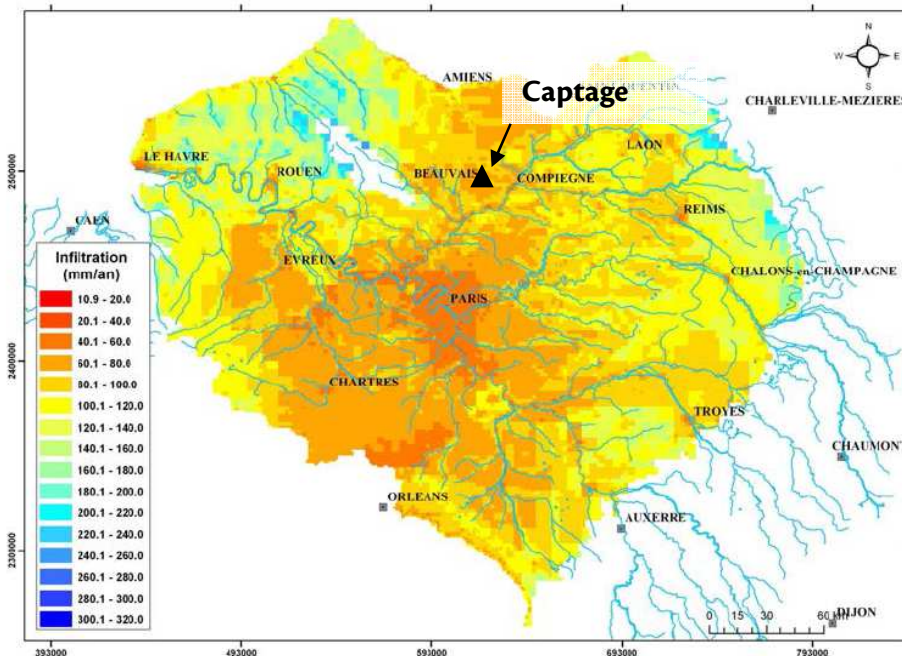 AMIENS
Captage
CHARLEVILLE-MEZIERES
N
W E
S
LE HAVRE
ROUEN
BEAUVAIS
COMPIEGNE
LAON
REIMS
CAEN
EVREUX
PARIS
CHALONS-en-CHAMPAGNE
CHARTRES
TROYES
CHAUMONT
ORLEANS
AUXERRE
DIJON
Infiltration
(mm/an)
10.9 - 20.0
20.1 - 40.0
40.1 - 60.0
60.1 - 80.0
80.1 - 100.0
100.1 - 120.0
120.1 - 140.0
140.1 - 160.0
160.1 - 180.0
180.1 - 200.0
200.1 - 220.0
220.1 - 240.0
240.1 - 260.0
260.1 - 280.0
280.1 - 300.0
300.1 - 320.0
0 15 30 60 km
2500000
2400000
2300000
393000 493000 593000 693000 793000